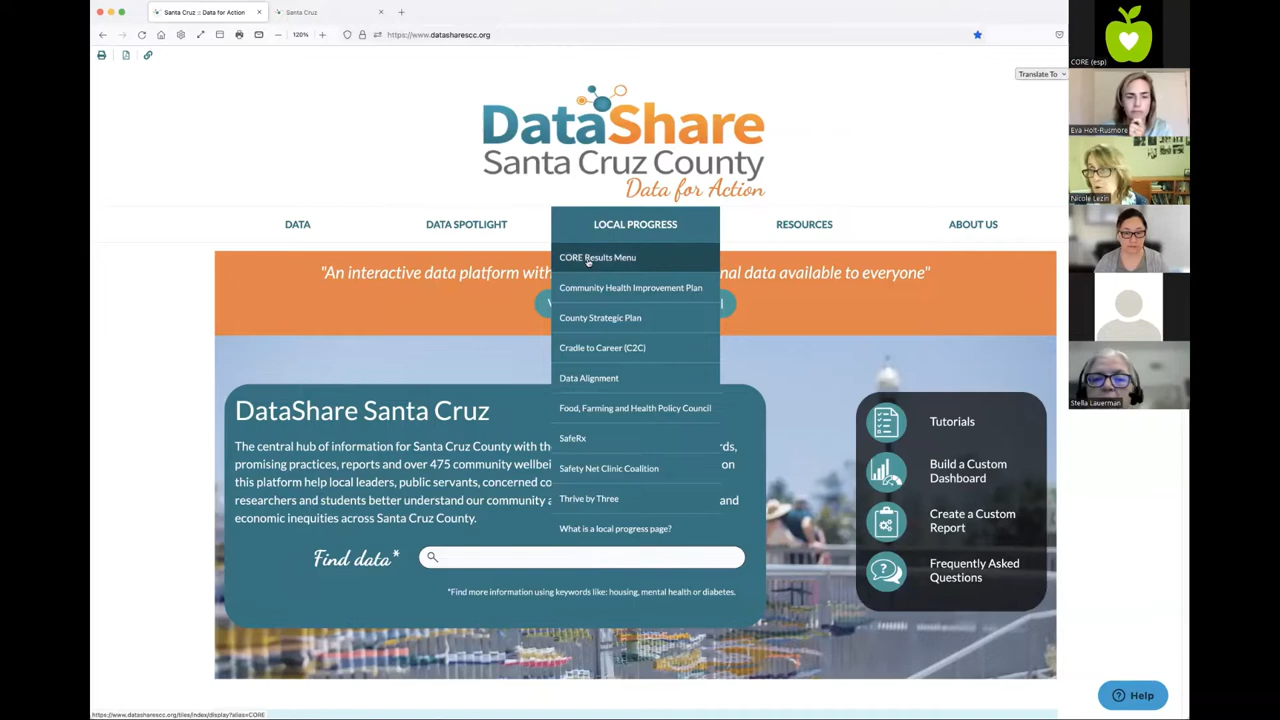 Santa Cruz :: Data for Action
Santa Cruz
120%
https://www.datasharescc.org
Translate To
DataShare
Santa Cruz County
Data for Action
DATA
DATA SPOTLIGHT
LOCAL PROGRESS
RESOURCES
ABOUT US
"An interactive data platform with
nal data available to everyone"
CORE Results Menu
Community Health Improvement Plan
County Strategic Plan
Cradle to Career (C2C)
Data Alignment
Food, Farming and Health Policy Council
SafeRx
Safety Net Clinic Coalition
Thrive by Three
What is a local progress page?
DataShare Santa Cruz
The central hub of information for Santa Cruz County with th
rds,
promising practices, reports and over 475 community wellbei
on
this platform help local leaders, public servants, concerned co
researchers and students better understand our community a
and
economic inequities across Santa Cruz County.
Find data*
*Find more information using keywords like: housing, mental health or diabetes.
Tutorials
Build a Custom
Dashboard
Create a Custom
Report
Frequently Asked
Questions
Help
https://www.datasharescc.org/tiles/index/display?alias=CORE
CORE (esp)
Eva Holt-Rusmore
Nicole Lezin
Stella Lauerman